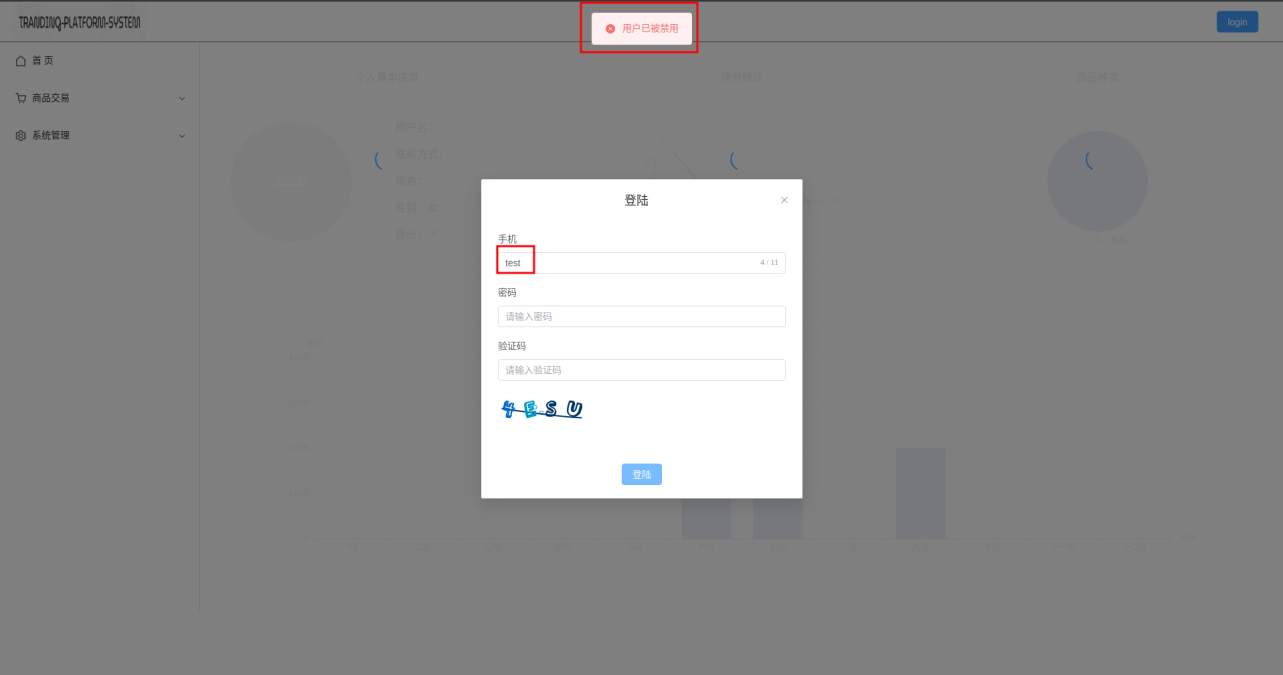 TRANDINQ-PLATFORM-SYSTEM
用户已被禁用
login
首 页
商品交易
系统管理
个人基本信息
评分统计
商品种类
用户名:
联系方式:
角色:
性别: 女
评分:
登陆
手机
test
4 / 11
密码
请输入密码
验证码
请输入验证码
4ESU
登陆